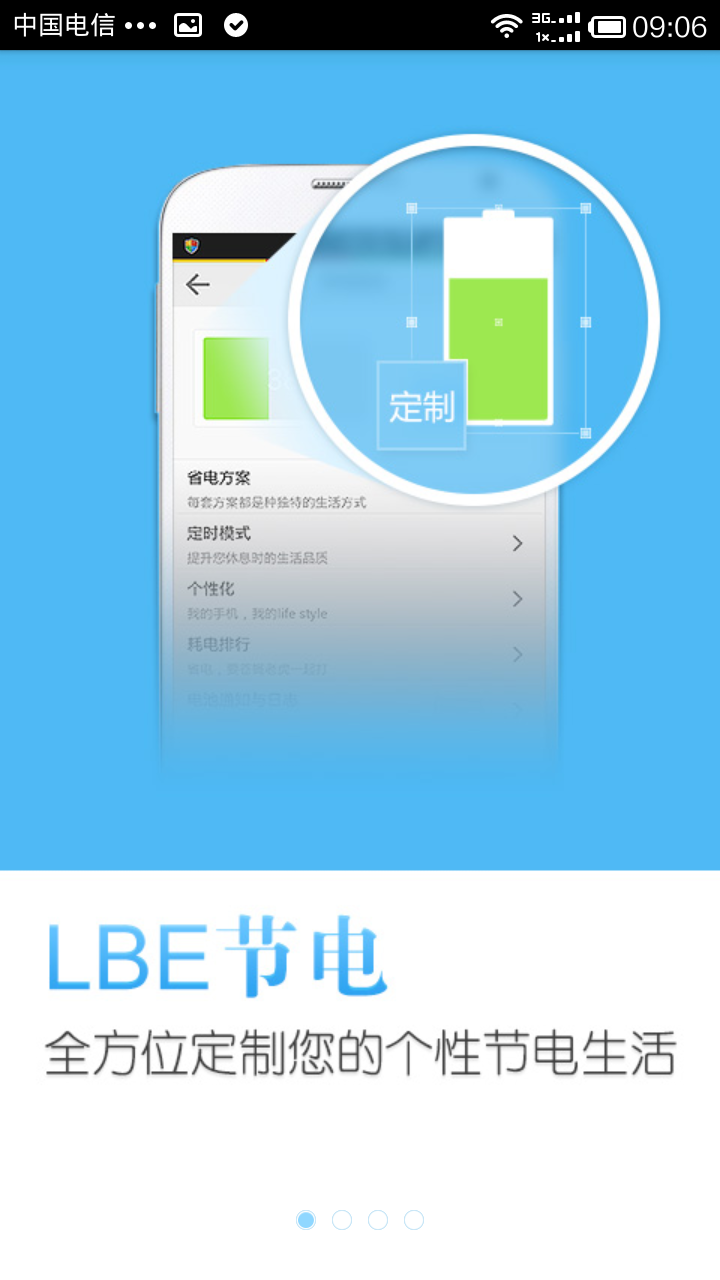 中国电信 ••• 3G 1x 09:06
定制
省电方案
每套方案都是种独特的生活方式
定时模式
提升您休息时的生活品质
个性化
我的手机，我的life style
耗电排行
LBE节电
全方位定制您的个性节电生活